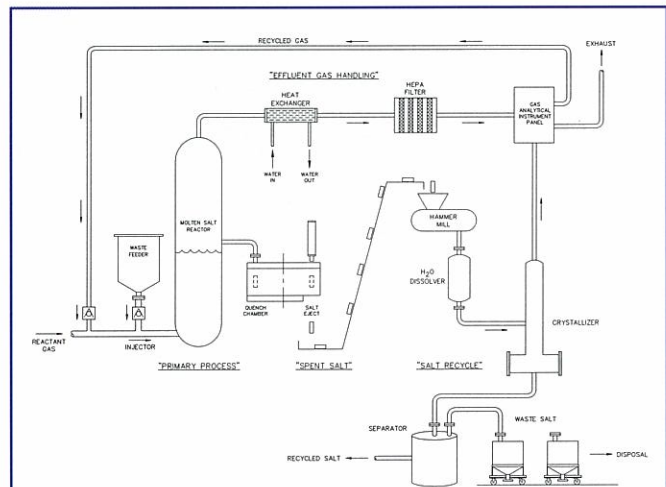 RECYCLED GAS
EXHAUST
"EFFLUENT GAS HANDLING"
HEAT
EXCHANGER
HEPA
FILTER
GAS
ANALYTICAL
INSTRUMENT
PANEL
WATER
IN
WATER
OUT
MOLTEN SALT
REACTOR
HAMMER
MILL
WASTE
FEEDER
H₂O
DISSOLVER
QUENCH
CHAMBER
SALT
EJECT
CRYSTALLIZER
REACTANT
GAS
INJECTOR
"PRIMARY PROCESS"
"SPENT SALT"
"SALT RECYCLE"
SEPARATOR
WASTE SALT
RECYCLED SALT
DISPOSAL